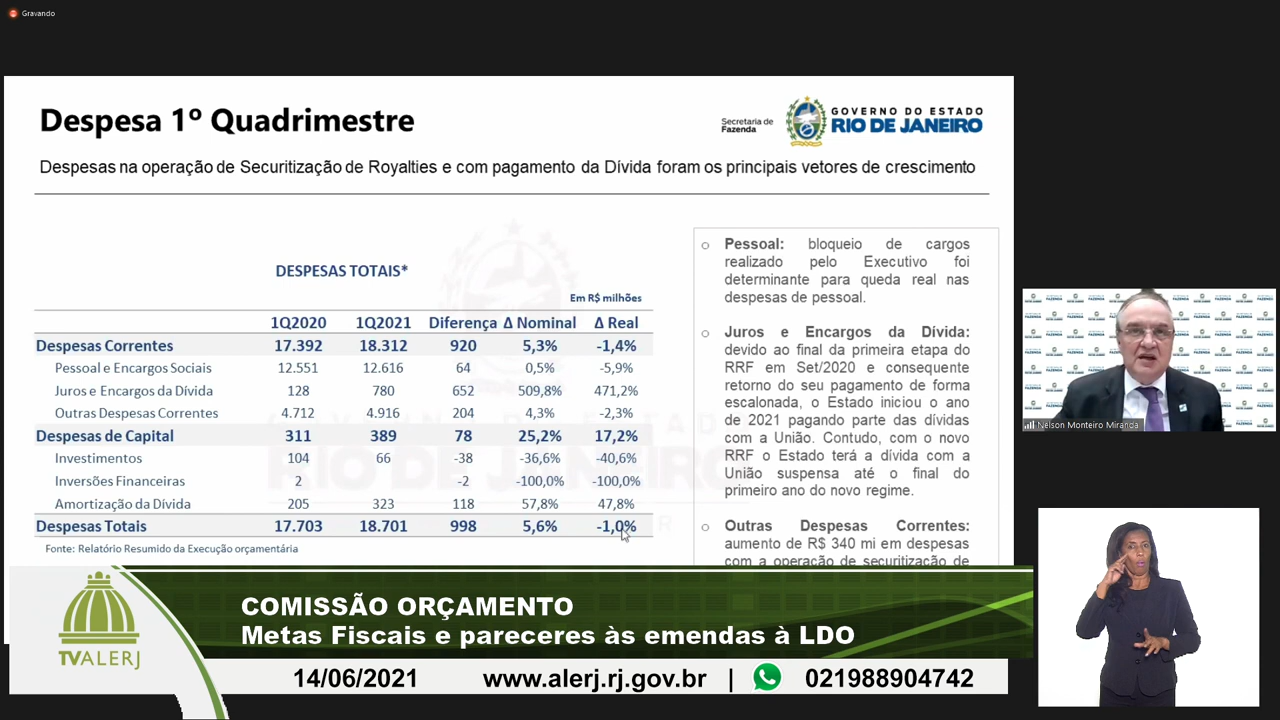 Gravando
Despesa 1º Quadrimestre
Secretaria de
Fazenda
GOVERNO DO ESTADO
RIO DE JANEIRO
Despesas na operação de Securitização de Royalties e com pagamento da Dívida foram os principais vetores de crescimento
DESPESAS TOTAIS*
Em R$ milhões
1Q2020 1Q2021 Diferença Δ Nominal Δ Real
Despesas Correntes 17.392 18.312 920 5,3% -1,4%
Pessoal e Encargos Sociais 12.551 12.616 64 0,5% -5,9%
Juros e Encargos da Dívida 128 780 652 509,8% 471,2%
Outras Despesas Correntes 4.712 4.916 204 4,3% -2,3%
Despesas de Capital 311 389 78 25,2% 17,2%
Investimentos 104 66 -38 -36,6% -40,6%
Inversões Financeiras 2 -2 -100,0% -100,0%
Amortização da Dívida 205 323 118 57,8% 47,8%
Despesas Totais 17.703 18.701 998 5,6% -1,0%
Fonte: Relatório Resumido da Execução orçamentária
Pessoal: bloqueio de cargos
realizado pelo Executivo foi
determinante para queda real nas
despesas de pessoal.
Juros e Encargos da Dívida:
devido ao final da primeira etapa do
RRF em Set/2020 e consequente
retorno do seu pagamento de forma
escalonada, o Estado iniciou o ano
de 2021 pagando parte das dívidas
com a União. Contudo, com o novo
RRF o Estado terá a dívida com a
União suspensa até o final do
primeiro ano do novo regime.
Outras Despesas Correntes:
aumento de R$ 340 mi em despesas
com a operação de securitização de
Nelson Monteiro Miranda
TVALERJ
COMISSÃO ORÇAMENTO
Metas Fiscais e pareceres às emendas à LDO
14/06/2021 www.alerj.rj.gov.br | 021988904742